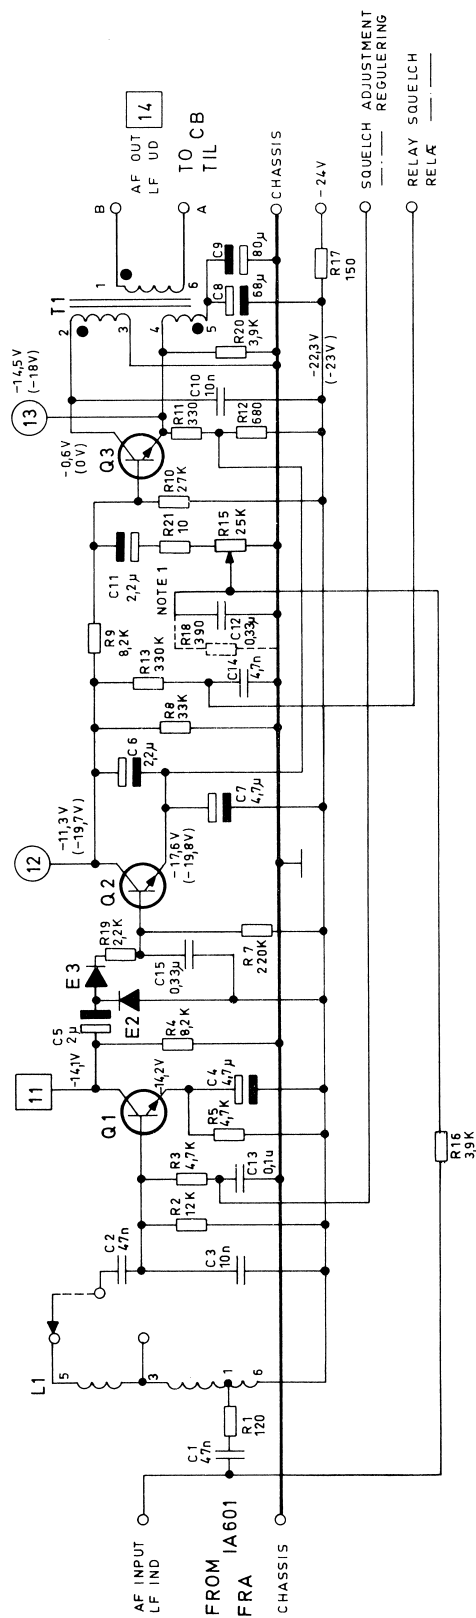 AF INPUT
LF IND
FROM IA601
FRA
CHASSIS
C1
47n
R1
120
L1
5
3
1
6
C2
47n
C3
10n
R2
12K
R3
4,7K
C13
0,1u
R5
4,7K
C4
4,7µ
Q1
11
-14,1V
-14,2V
R4
8,2K
C5
2µ
E2
E3
R19
2,2K
C15
0,33µ
R7
220K
Q2
12
-11,3V
(-19,7V)
-17,6V
(-19,8V)
C6
2,2µ
C7
4,7µ
R8
33K
R9
8,2K
R13
330K
C14
4,7n
R18
390
C12
0,33µ
NOTE 1
C11
2,2µ
R21
10
R15
25K
R10
27K
Q3
-0,6V
(0V)
13
-14,5V
(-18V)
R11
330
R12
680
C10
10n
R20
3,9K
-22,3V
(-23V)
T1
2
3
4
5
1
6
C8
68µ
C9
80µ
R17
150
R16
3,9K
B
A
AF OUT
LF UD
14
TO CB
TIL
CHASSIS
-24V
SQUELCH ADJUSTMENT
REGULERING
RELAY SQUELCH
RELÆ